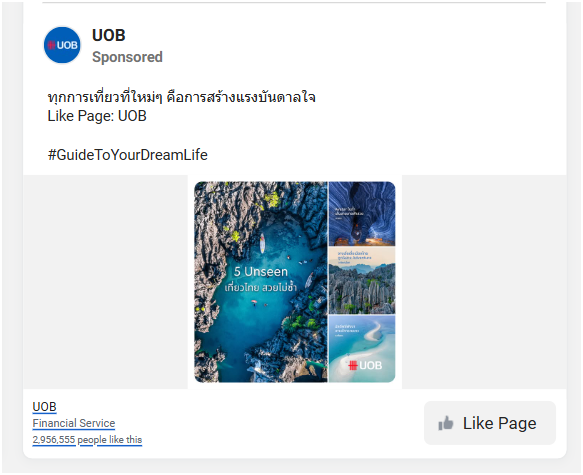 UOB
UOB
Sponsored
ทุกการเที่ยวที่ใหม่ๆ คือการสร้างแรงบันดาลใจ
Like Page: UOB
#GuideToYourDreamLife
5 Unseen
เที่ยวไทย สวยไม่ซ้ำ
UOB
UOB
Financial Service
2,956,555 people like this
Like Page